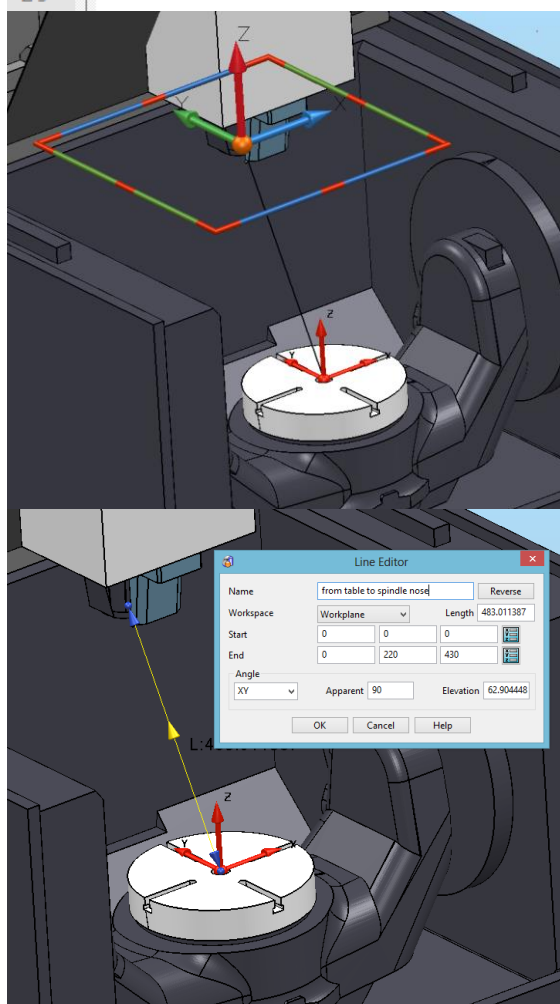 Z
Y
X
Z
Y
Line Editor
Name from table to spindle nose Reverse
Workspace Workplane Length 483.011387
Start 0 0 0
End 0 220 430
Angle
XY Apparent 90 Elevation 62.904448
OK Cancel Help
Z
Y